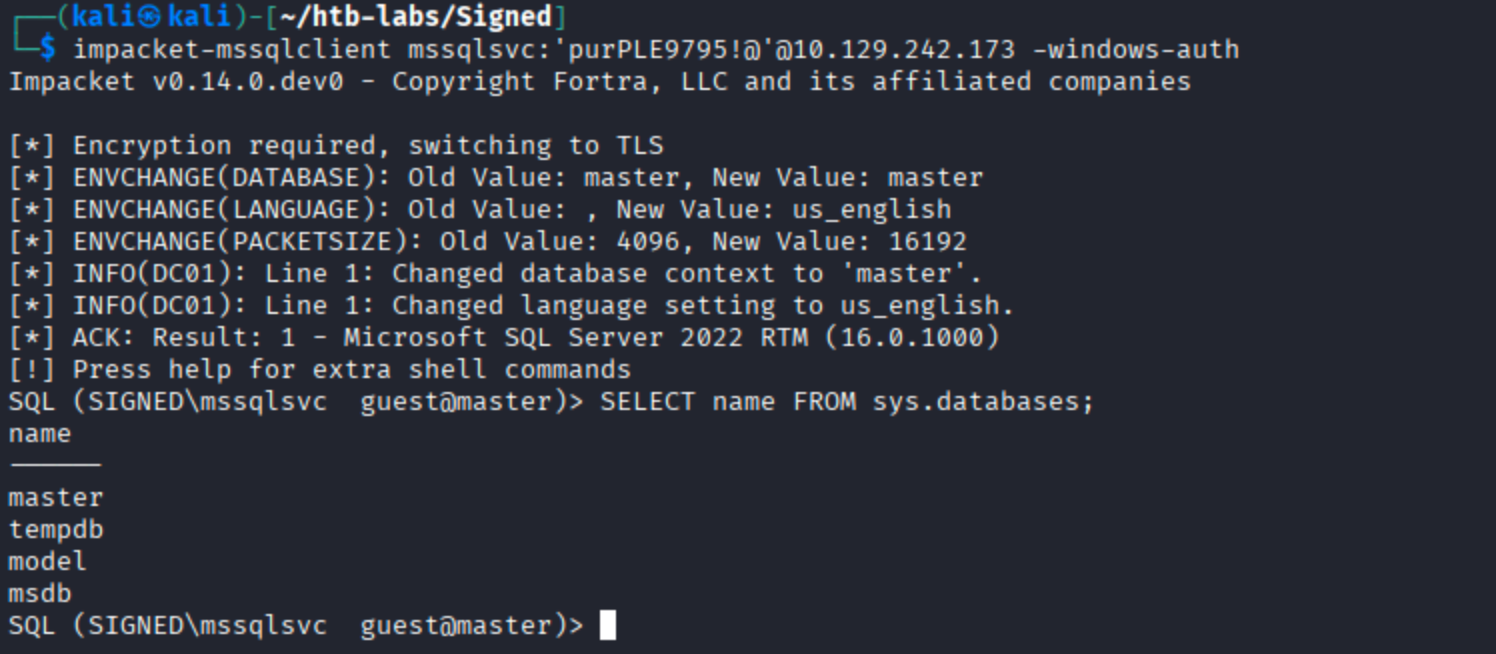 ┌──(kali㉿kali)-[~/htb-labs/Signed]
└─$ impacket-mssqlclient mssqlsvc:'purPLE9795!@'@10.129.242.173 -windows-auth
Impacket v0.14.0.dev0 - Copyright Fortra, LLC and its affiliated companies
[*] Encryption required, switching to TLS
[*] ENVCHANGE(DATABASE): Old Value: master, New Value: master
[*] ENVCHANGE(LANGUAGE): Old Value: , New Value: us_english
[*] ENVCHANGE(PACKETSIZE): Old Value: 4096, New Value: 16192
[*] INFO(DC01): Line 1: Changed database context to 'master'.
[*] INFO(DC01): Line 1: Changed language setting to us_english.
[*] ACK: Result: 1 - Microsoft SQL Server 2022 RTM (16.0.1000)
[!] Press help for extra shell commands
SQL (SIGNED\mssqlsvc  guest@master)> SELECT name FROM sys.databases;
name
------
master
tempdb
model
msdb
SQL (SIGNED\mssqlsvc  guest@master)>